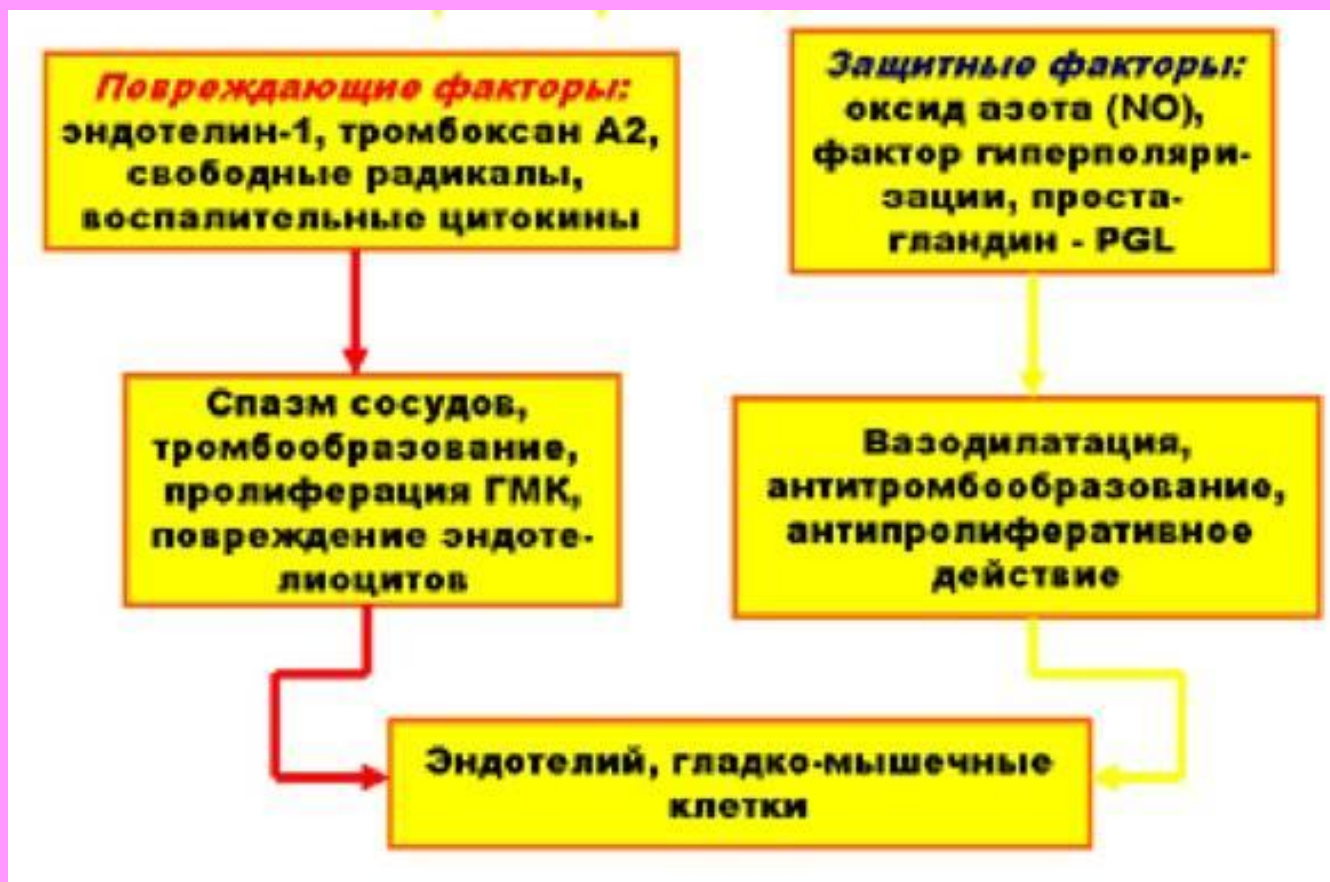 Повреждающие факторы:
эндотелин-1, тромбоксан А2,
свободные радикалы,
воспалительные цитокины
Защитные факторы:
оксид азота (NO),
фактор гиперполяри-
зации, проста-
гландин - PGL
Спазм сосудов,
тромбообразование,
пролиферация ГМК,
повреждение эндоте-
лиоцитов
Вазодилатация,
антитромбообразование,
антипролиферативное
действие
Эндотелий, гладко-мышечные
клетки